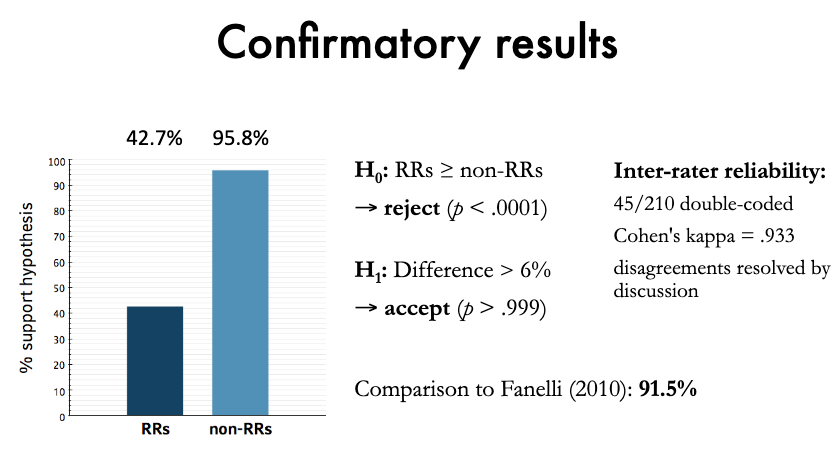 Confirmatory results
42.7% 95.8%
% support hypothesis
100
90
80
70
60
50
40
30
20
10
0
RRs non-RRs
H0: RRs ≥ non-RRs
→ reject (p < .0001)
H1: Difference > 6%
→ accept (p > .999)
Comparison to Fanelli (2010): 91.5%
Inter-rater reliability:
45/210 double-coded
Cohen's kappa = .933
disagreements resolved by
discussion